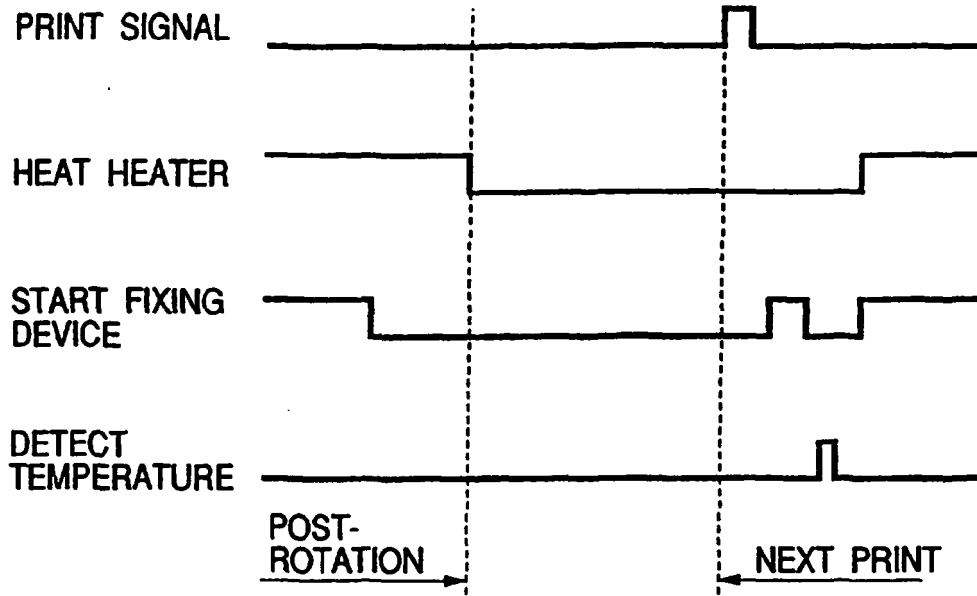 PRINT SIGNAL
HEAT HEATER
START FIXING
DEVICE
DETECT
TEMPERATURE
POST-
ROTATION
NEXT PRINT